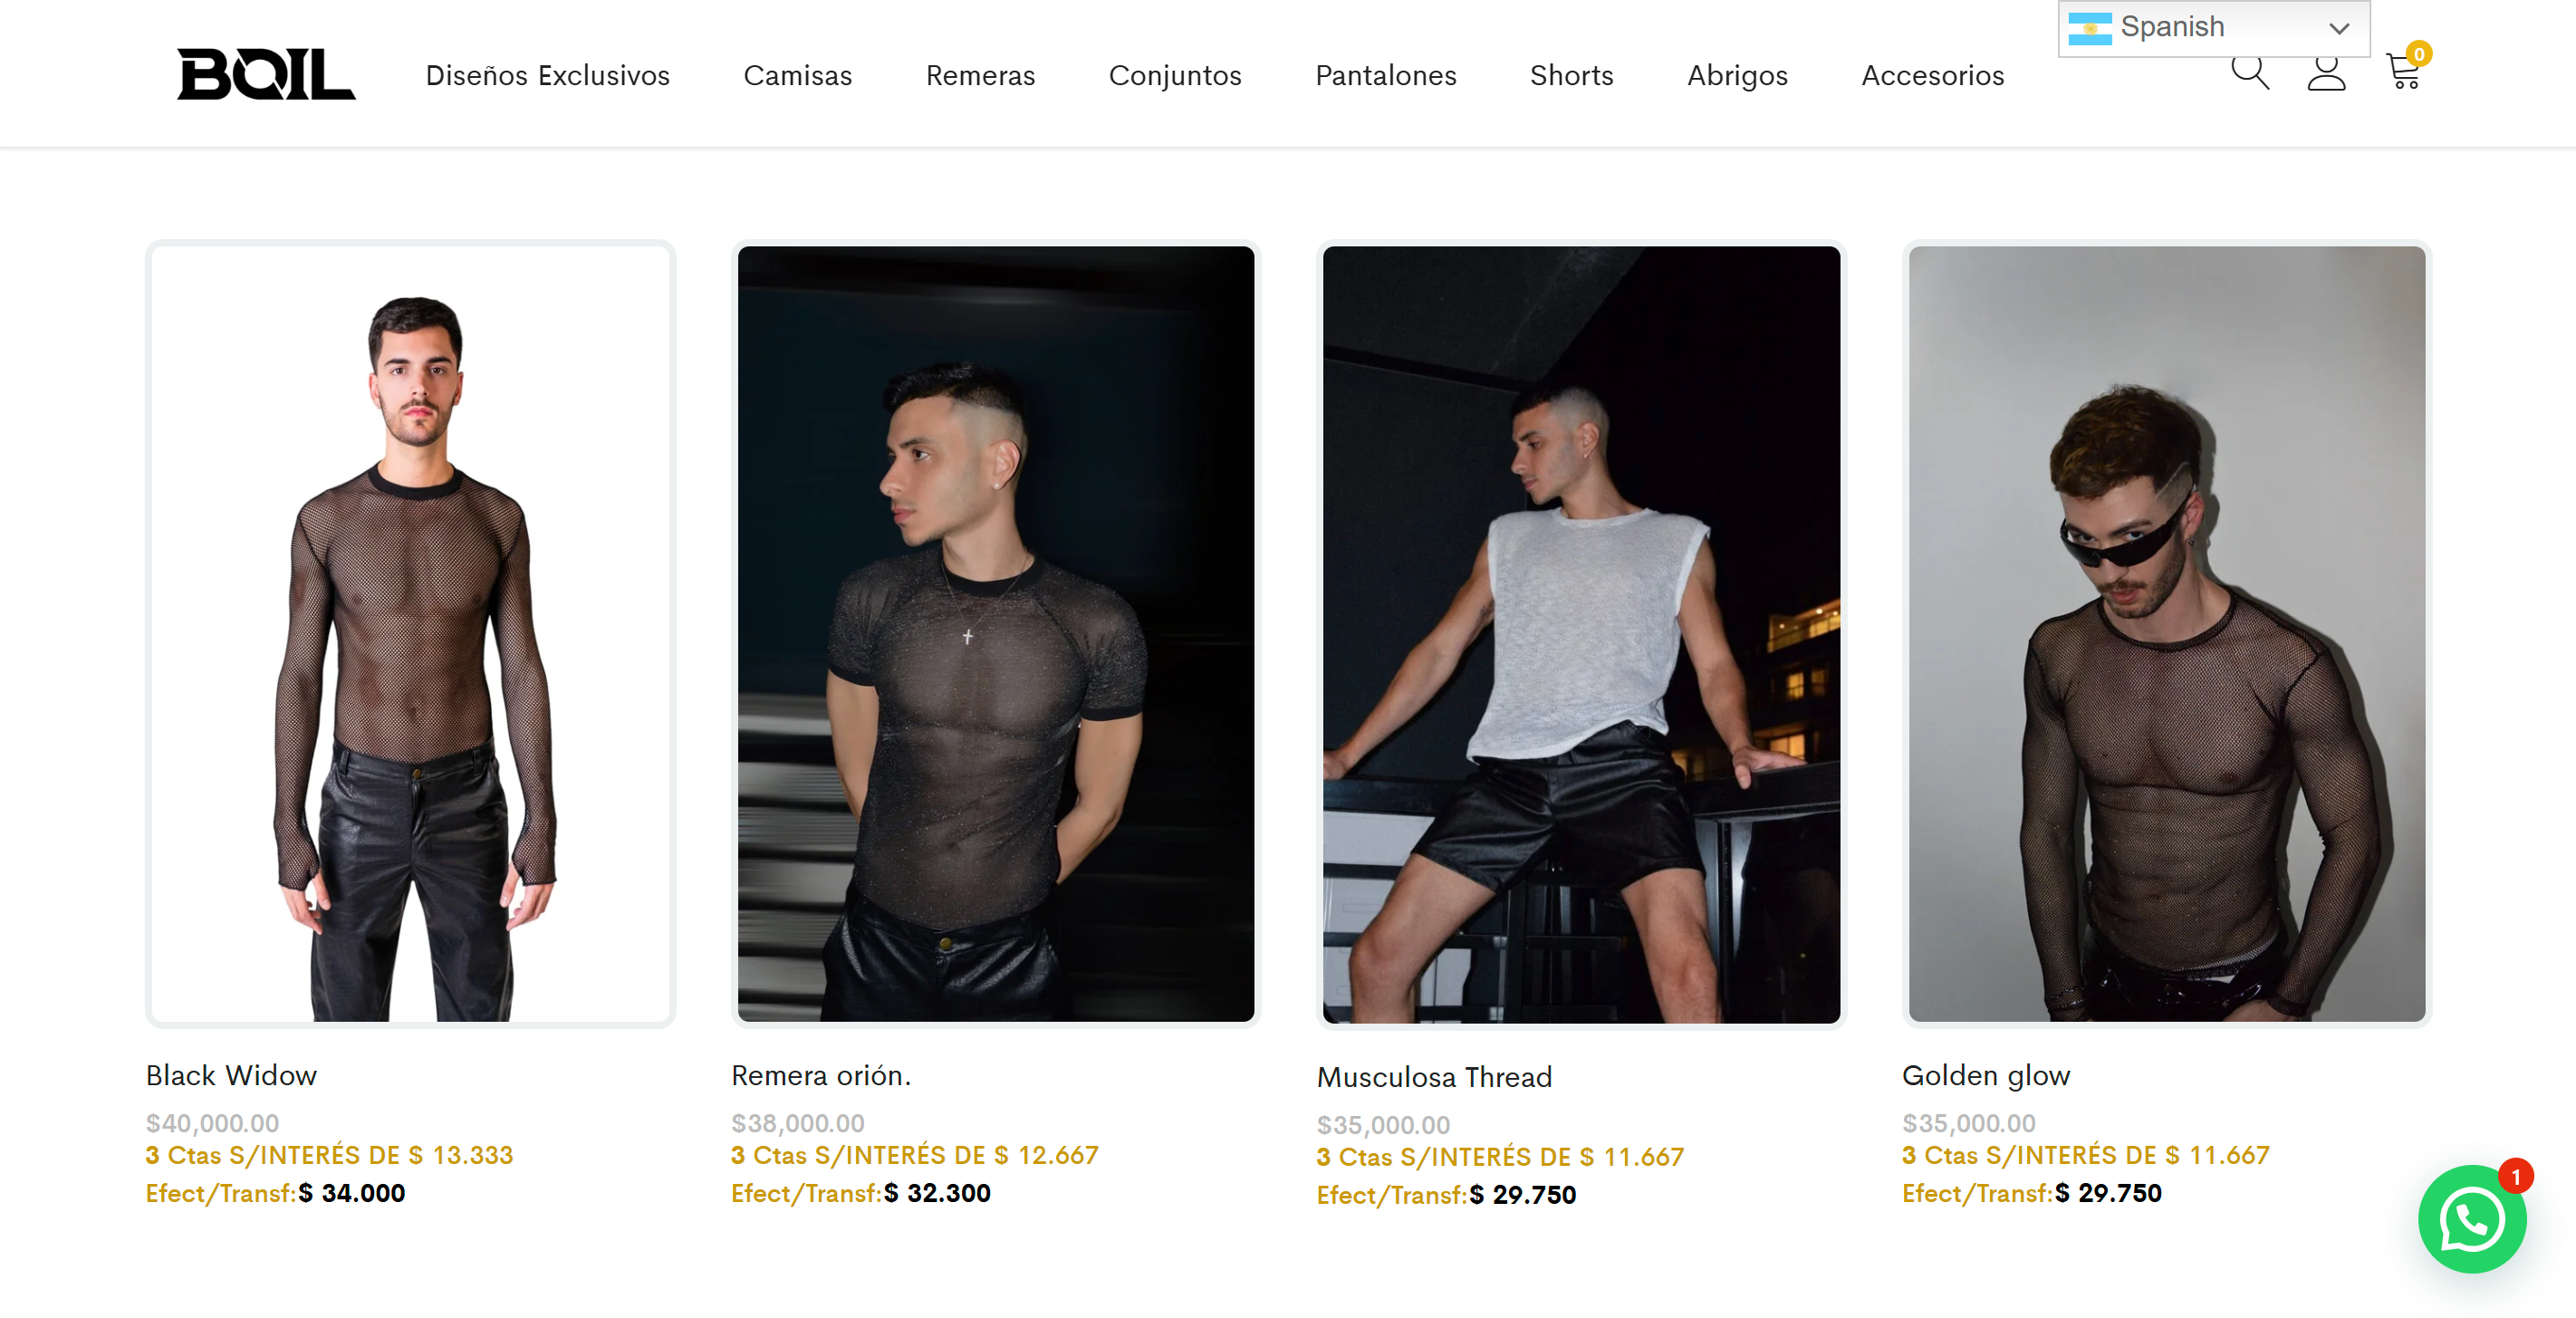 Spanish
BOIL
Diseños Exclusivos
Camisas
Remeras
Conjuntos
Pantalones
Shorts
Abrigos
Accesorios
0
Black Widow
$40,000.00
3 Ctas S/INTERÉS DE $ 13.333
Efect/Transf:$ 34.000
Remera orión.
$38,000.00
3 Ctas S/INTERÉS DE $ 12.667
Efect/Transf:$ 32.300
Musculosa Thread
$35,000.00
3 Ctas S/INTERÉS DE $ 11.667
Efect/Transf:$ 29.750
Golden glow
$35,000.00
3 Ctas S/INTERÉS DE $ 11.667
Efect/Transf:$ 29.750
1